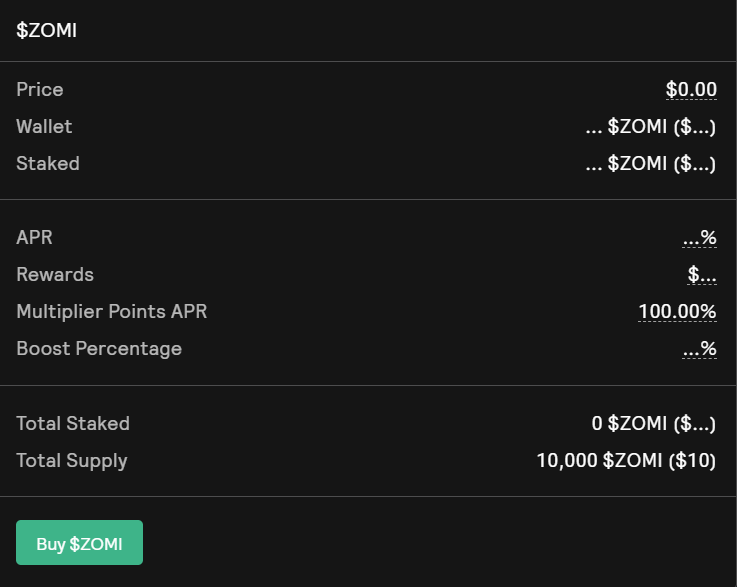 $ZOMI
Price $0.00
Wallet ... $ZOMI ($...)
Staked ... $ZOMI ($...)
APR ...%
Rewards $...
Multiplier Points APR 100.00%
Boost Percentage ...%
Total Staked 0 $ZOMI ($...)
Total Supply 10,000 $ZOMI ($10)
Buy $ZOMI